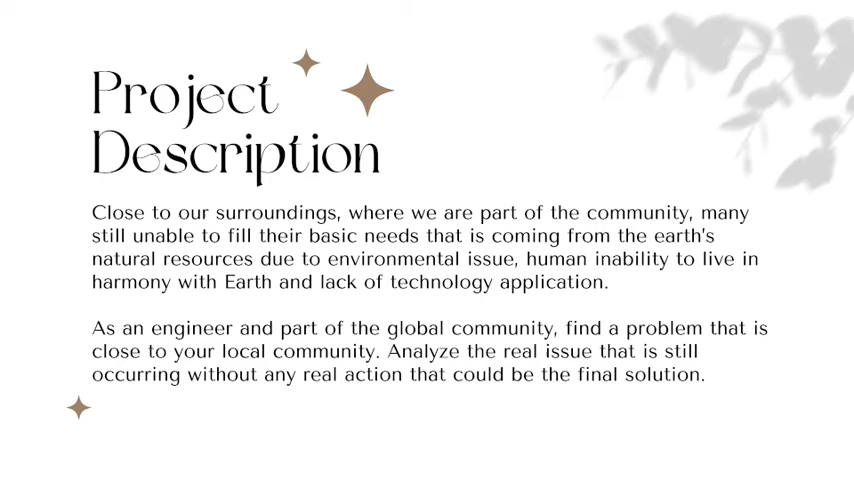 Project
Description
Close to our surroundings, where we are part of the community, many
still unable to fill their basic needs that is coming from the earth's
natural resources due to environmental issue, human inability to live in
harmony with Earth and lack of technology application.
As an engineer and part of the global community, find a problem that is
close to your local community. Analyze the real issue that is still
occurring without any real action that could be the final solution.